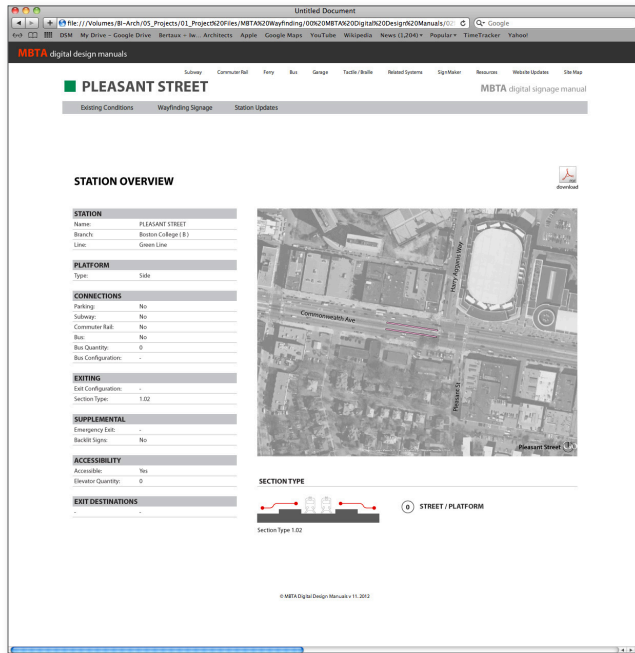 Untitled Document
file:///Volumes/BI-Arch/05_Projects/01_Project%20Files/MBTA%20Wayfinding/00%20MBTA%20Digital%20Design%20Manuals/02
Google
DSM My Drive - Google Drive Bertaux + Iw... Architects Apple Google Maps YouTube Wikipedia News (1,204) Popular TimeTracker Yahoo!
MBTA digital design manuals
Subway Commuter Rail Ferry Bus Garage Tactile / Braille Related Systems Sign Maker Resources Website Updates Site Map
PLEASANT STREET
MBTA digital signage manual
Existing Conditions Wayfinding Signage Station Updates
STATION OVERVIEW
download
STATION
Name: PLEASANT STREET
Branch: Boston College ( B )
Line: Green Line
PLATFORM
Type: Side
CONNECTIONS
Parking: No
Subway: No
Commuter Rail: No
Bus: No
Bus Quantity: 0
Bus Configuration: -
EXITING
Exit Configuration: -
Section Type: 1.02
SUPPLEMENTAL
Emergency Exit: -
Backlit Signs: No
ACCESSIBILITY
Accessible: Yes
Elevator Quantity: 0
EXIT DESTINATIONS
- -
Harry Agganis Way
Commonwealth Ave
Pleasant St
Pleasant Street
SECTION TYPE
0 STREET / PLATFORM
Section Type 1.02
© MBTA Digital Design Manuals v 11. 2013